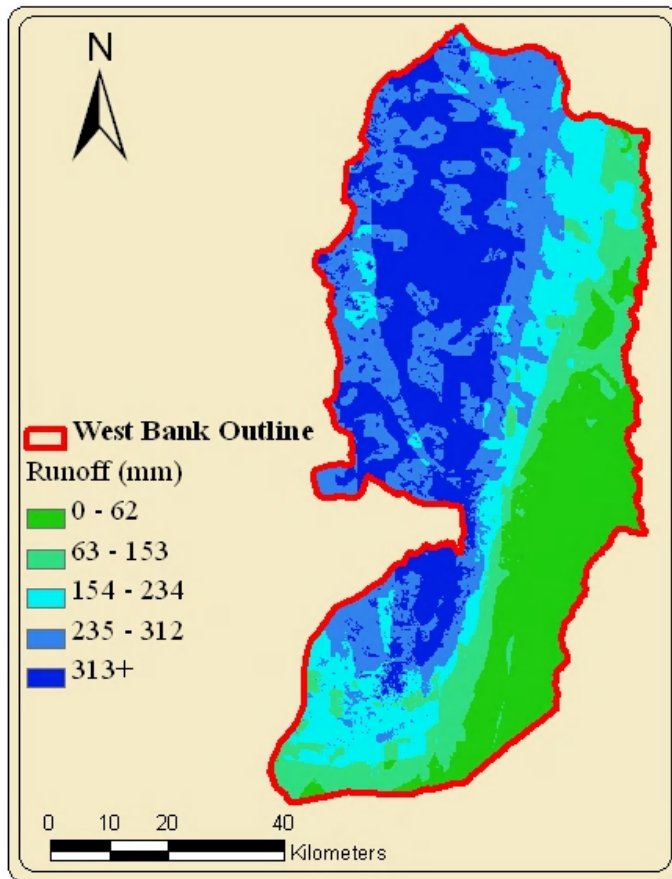 N
West Bank Outline
Runoff (mm)
0 - 62
63 - 153
154 - 234
235 - 312
313+
0 10 20 40
Kilometers